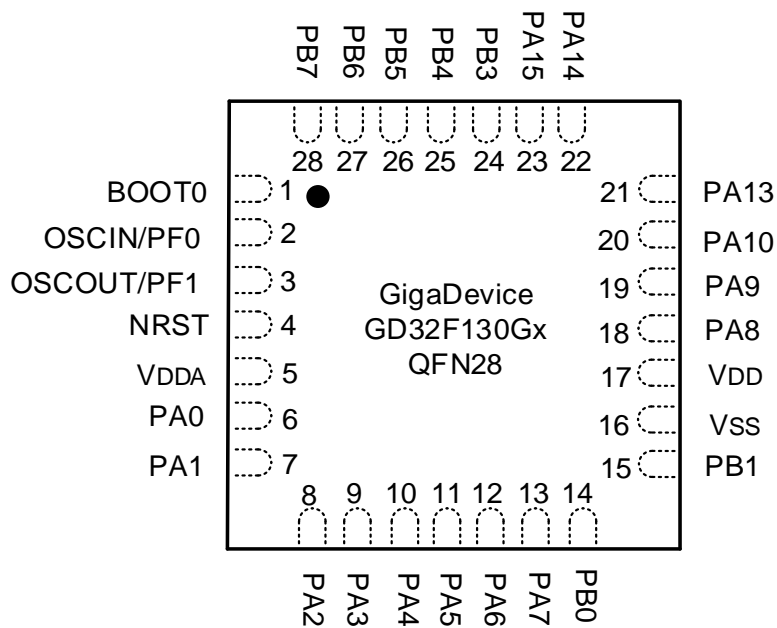 PB7 PB6 PB5 PB4 PB3 PA15 PA14
28 27 26 25 24 23 22
BOOT0 1 21 PA13
OSCIN/PF0 2 20 PA10
OSCOUT/PF1 3 19 PA9
NRST 4 18 PA8
VDDA 5 17 VDD
PA0 6 16 VSS
PA1 7 15 PB1
GigaDevice
GD32F130Gx
QFN28
8 9 10 11 12 13 14
PA2 PA3 PA4 PA5 PA6 PA7 PB0